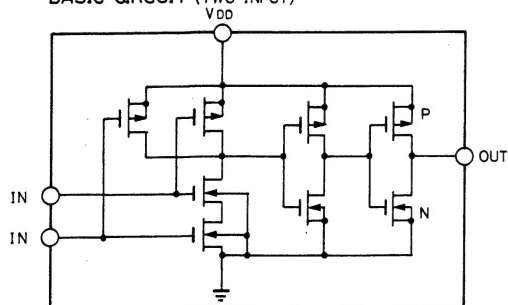 BASIC CIRCUIT (TWO INPUT)
VDD
P
OUT
IN
N
IN